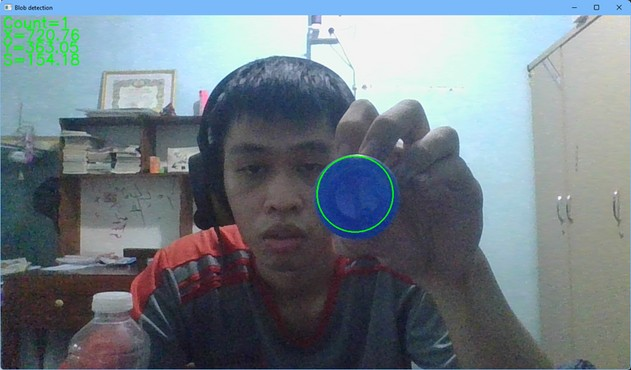 Blob detection
Count=1
X=720.76
Y=363.05
S=154.18